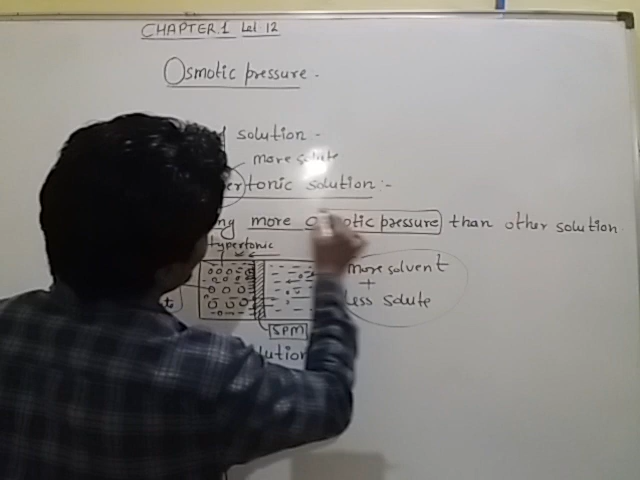 CHAPTER.1 Lel 12
Osmotic pressure.
solution -
more solute
tonic solution:-
more Osmotic pressure than other solution
Hypertonic
more solvent
+
less solute
SPM